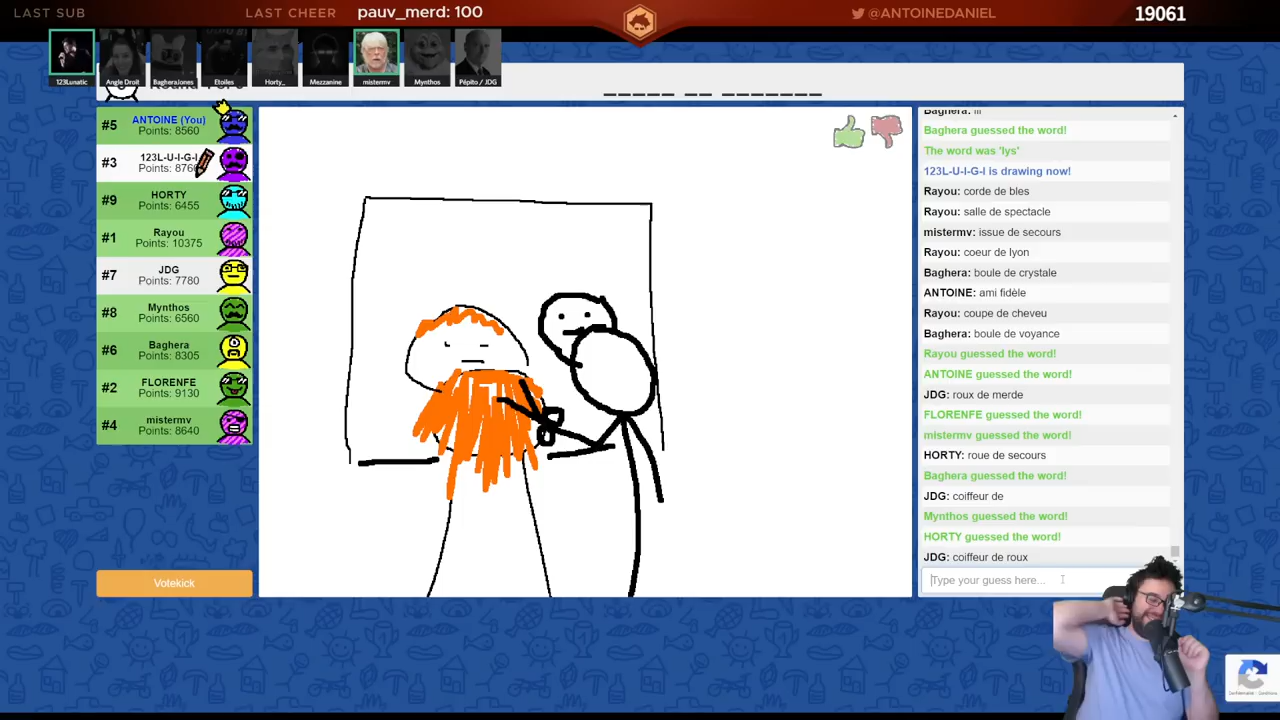 LAST SUB
LAST CHEER
pauv_merd: 100
@ANTOINEDANIEL
19061
123Lunatic
Angle Droit
BagheraJones
Etoiles
Horty_
Mezzanine
mistermv
Mynthos
Pépito / JDG
_____ __ _______
#5
ANTOINE (You)
Points: 8560
#3
123L-U-I-G-I
Points: 876
#9
HORTY
Points: 6455
#1
Rayou
Points: 10375
#7
JDG
Points: 7780
#8
Mynthos
Points: 6560
#6
Baghera
Points: 8305
#2
FLORENFE
Points: 9130
#4
mistermv
Points: 8640
Votekick
Baghera guessed the word!
The word was 'lys'
123L-U-I-G-I is drawing now!
Rayou: corde de bles
Rayou: salle de spectacle
mistermv: issue de secours
Rayou: coeur de lyon
Baghera: boule de crystale
ANTOINE: ami fidèle
Rayou: coupe de cheveu
Baghera: boule de voyance
Rayou guessed the word!
ANTOINE guessed the word!
JDG: roux de merde
FLORENFE guessed the word!
mistermv guessed the word!
HORTY: roue de secours
Baghera guessed the word!
JDG: coiffeur de
Mynthos guessed the word!
HORTY guessed the word!
JDG: coiffeur de roux
Type your guess here...